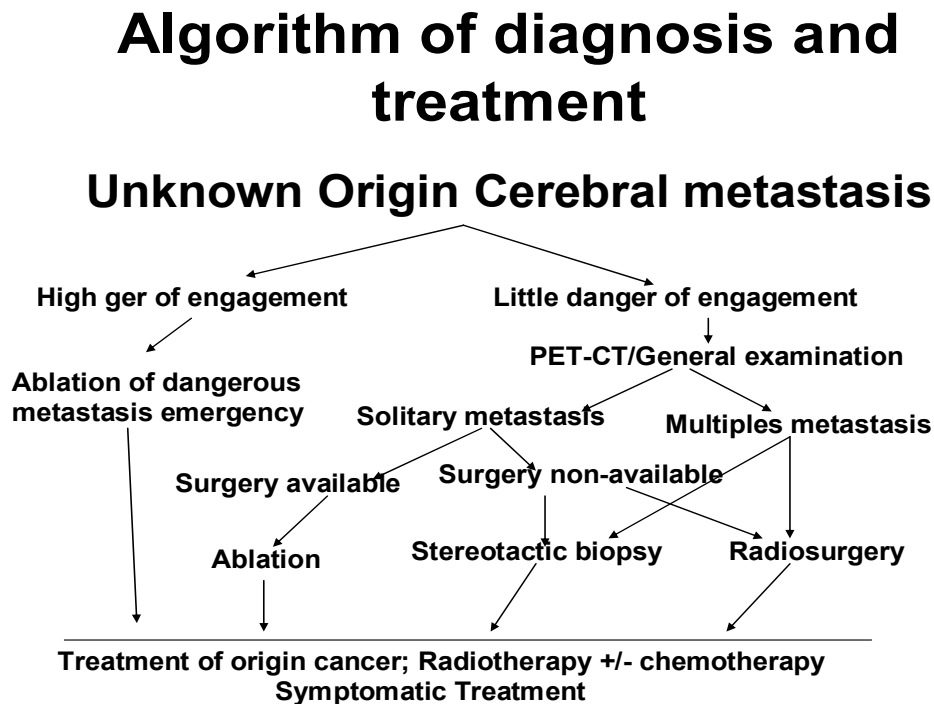 Algorithm of diagnosis and
treatment
Unknown Origin Cerebral metastasis
High ger of engagement
Little danger of engagement
PET-CT/General examination
Ablation of dangerous
metastasis emergency
Solitary metastasis
Multiples metastasis
Surgery available
Surgery non-available
Ablation
Stereotactic biopsy
Radiosurgery
Treatment of origin cancer; Radiotherapy +/- chemotherapy
Symptomatic Treatment